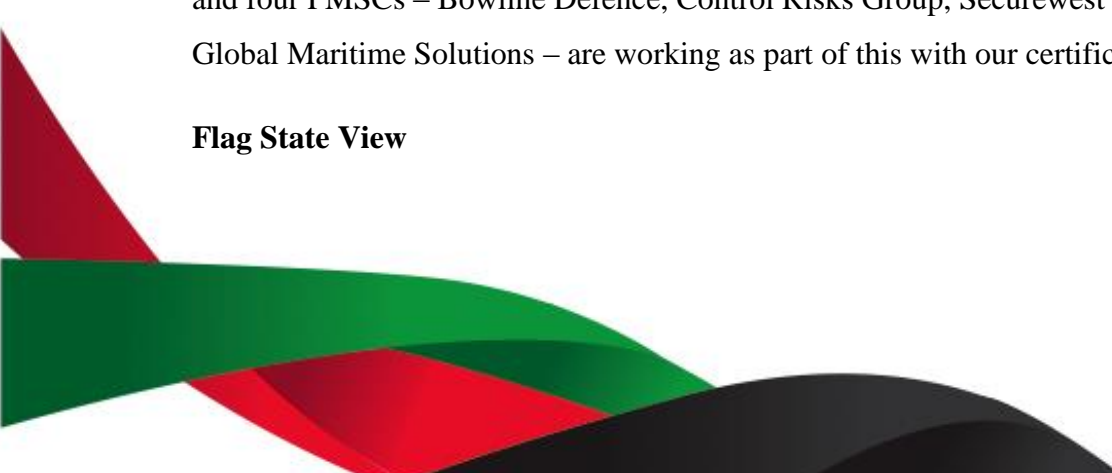 and four PMSCs – Bowline Defence, Control Risks Group, Securewest
Global Maritime Solutions – are working as part of this with our certific
Flag State View